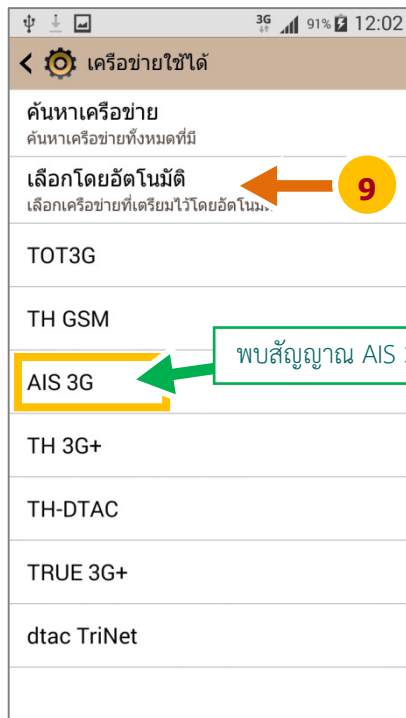 3G 91% 12:02
เครือข่ายใช้ได้
ค้นหาเครือข่าย
ค้นหาเครือข่ายทั้งหมดที่มี
เลือกโดยอัตโนมัติ
9
เลือกเครือข่ายที่เตรียมไว้โดยอัตโนม
TOT3G
TH GSM
พบสัญญาณ AIS
AIS 3G
TH 3G+
TH-DTAC
TRUE 3G+
dtac TriNet